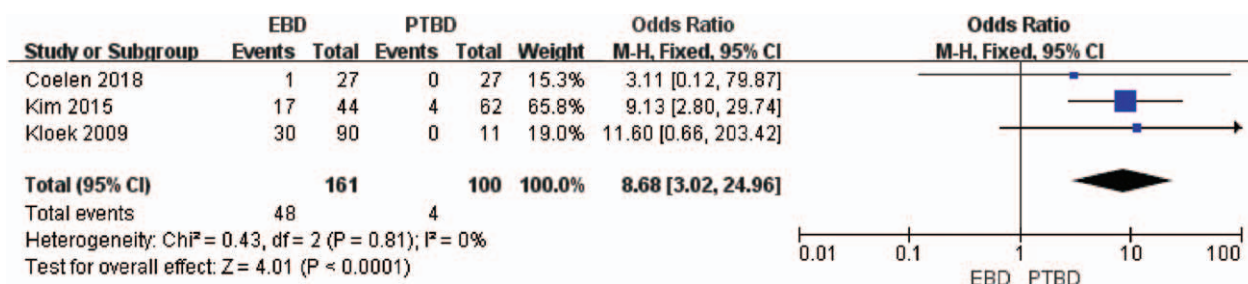 EBD PTBD Odds Ratio Odds Ratio
Study or Subgroup Events Total Events Total Weight M-H, Fixed, 95% CI M-H, Fixed, 95% CI
Coelen 2018 1 27 0 27 15.3% 3.11 [0.12, 79.87]
Kim 2015 17 44 4 62 65.8% 9.13 [2.80, 29.74]
Kloek 2009 30 90 0 11 19.0% 11.60 [0.66, 203.42]
Total (95% CI) 161 100 100.0% 8.68 [3.02, 24.96]
Total events 48 4
Heterogeneity: Chi² = 0.43, df = 2 (P = 0.81); I² = 0%
Test for overall effect: Z = 4.01 (P < 0.0001)
0.01 0.1 1 10 100
EBD PTBD